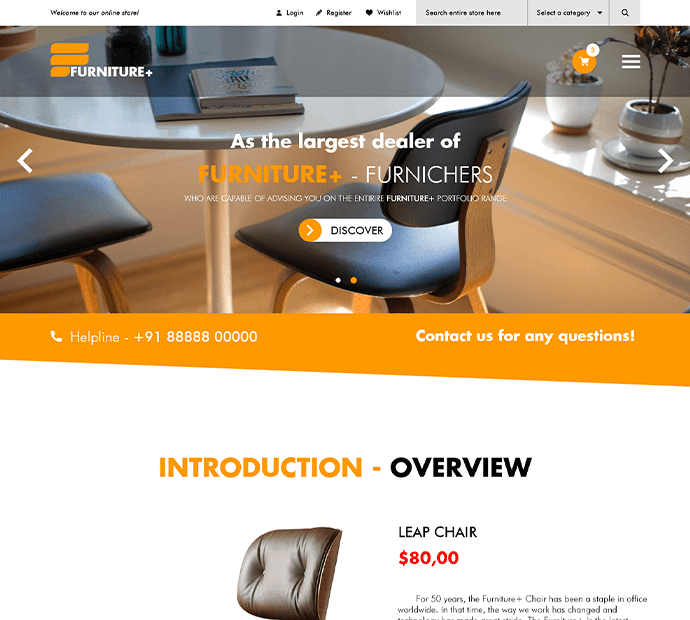 Welcome to our online store!
Login
Register
Wishlist
Search entire store here
Select a category
FURNITURE+
3
As the largest dealer of
FURNITURE+ - FURNICHERS
WHO ARE CAPABLE OF ADVISING YOU ON THE ENTIRIRE FURNITURE+ PORTFOLIO RANGE
DISCOVER
Helpline - +91 88888 00000
Contact us for any questions!
INTRODUCTION - OVERVIEW
LEAP CHAIR
$80,00
For 50 years, the Furniture+ Chair has been a staple in office
worldwide. In that time, the way we work has changed and